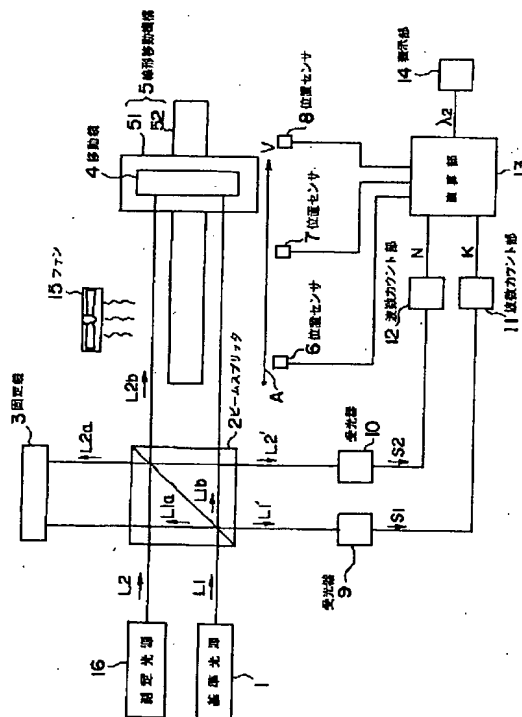 3 固定鏡
15 ファン
4 移動鏡
51
5 線形移動機構
52
L2a
L2b
L2
L1a
L1b
L1
16
測定光源
基準光源
1
2 ビームスプリッタ
L1'
L2'
A
V
6 位置センサ
7 位置センサ
8 位置センサ
受光器
9
受光器
10
S1
S2
12 波数カウント部
11 波数カウント部
N
K
演算部
13
λ2
14 表示部